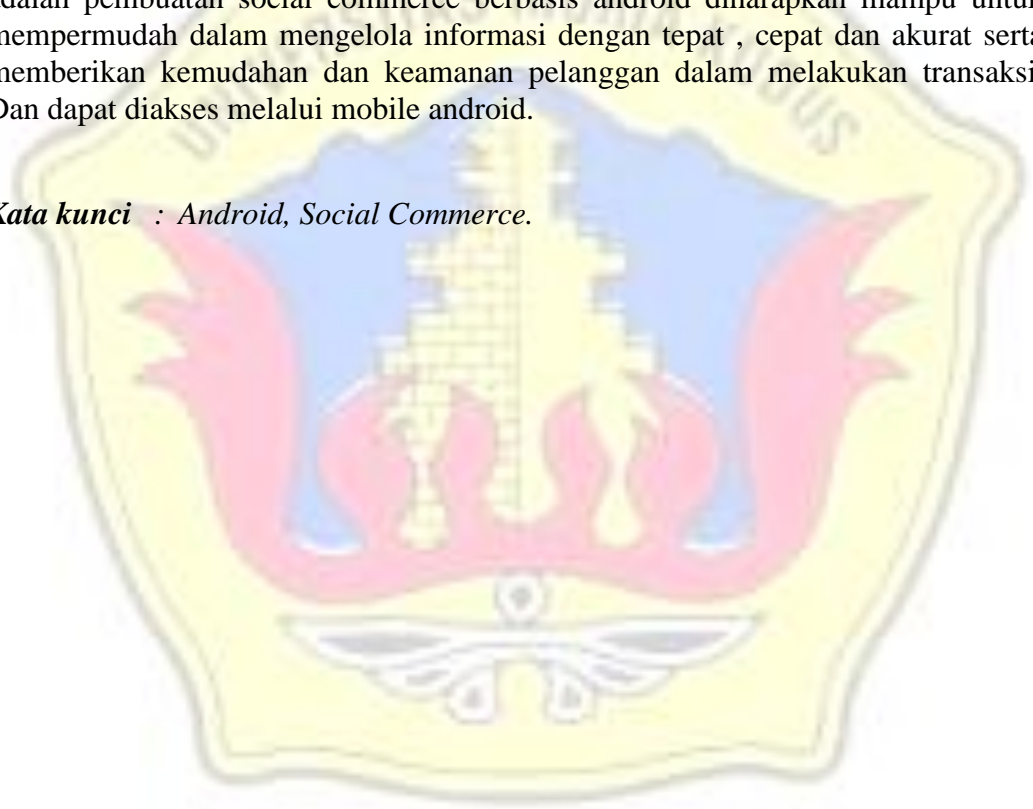 adalah pembuatan social commerce berbasis android diharapkan mampu untuk
mempermudah dalam mengelola informasi dengan tepat , cepat dan akurat serta
memberikan kemudahan dan keamanan pelanggan dalam melakukan transaksi
Dan dapat diakses melalui mobile android.
Kata kunci : Android, Social Commerce.